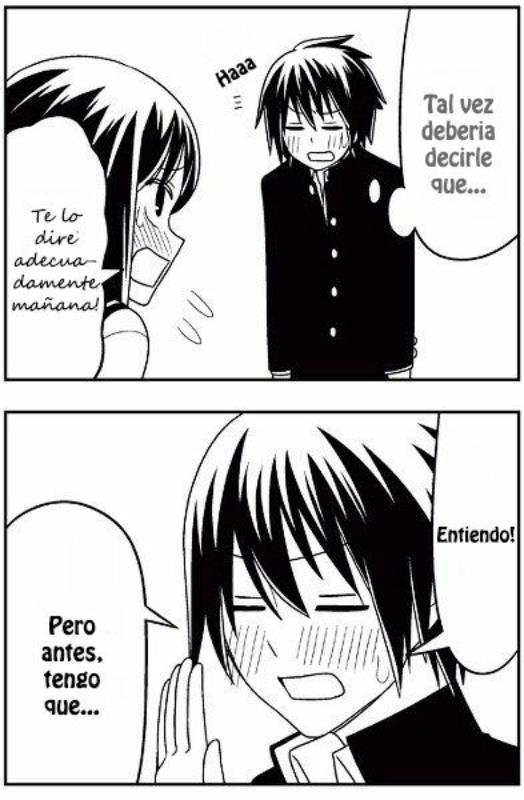 Tal vez
deberia
decirle
que...
Haaa
Te lo
dire
adecua-
damente
mañana!
Entiendo!
Pero
antes,
tengo
que...